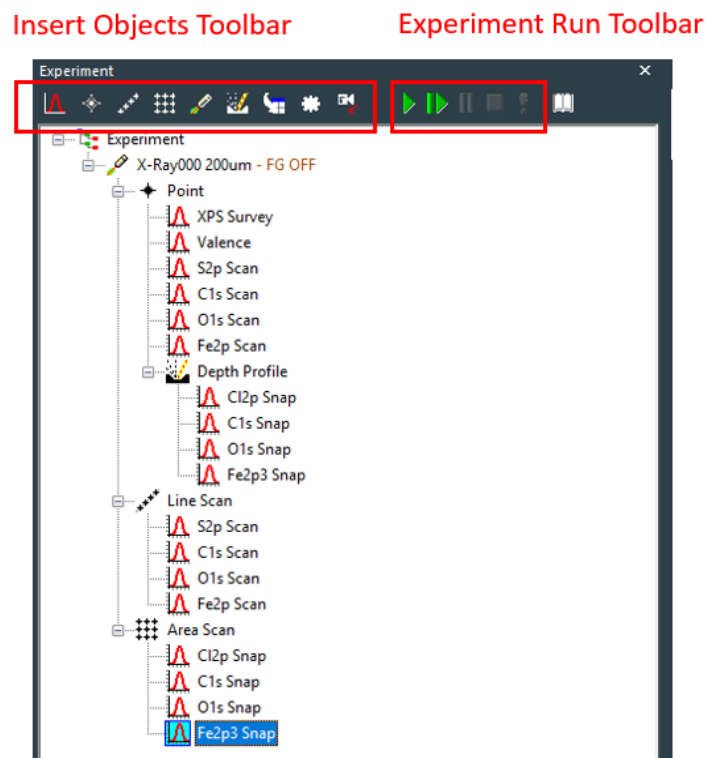 Insert Objects Toolbar
Experiment Run Toolbar
Experiment
Experiment
X-Ray000 200um - FG OFF
Point
XPS Survey
Valence
S2p Scan
C1s Scan
O1s Scan
Fe2p Scan
Depth Profile
Cl2p Snap
C1s Snap
O1s Snap
Fe2p3 Snap
Line Scan
S2p Scan
C1s Scan
O1s Scan
Fe2p Scan
Area Scan
Cl2p Snap
C1s Snap
O1s Snap
Fe2p3 Snap